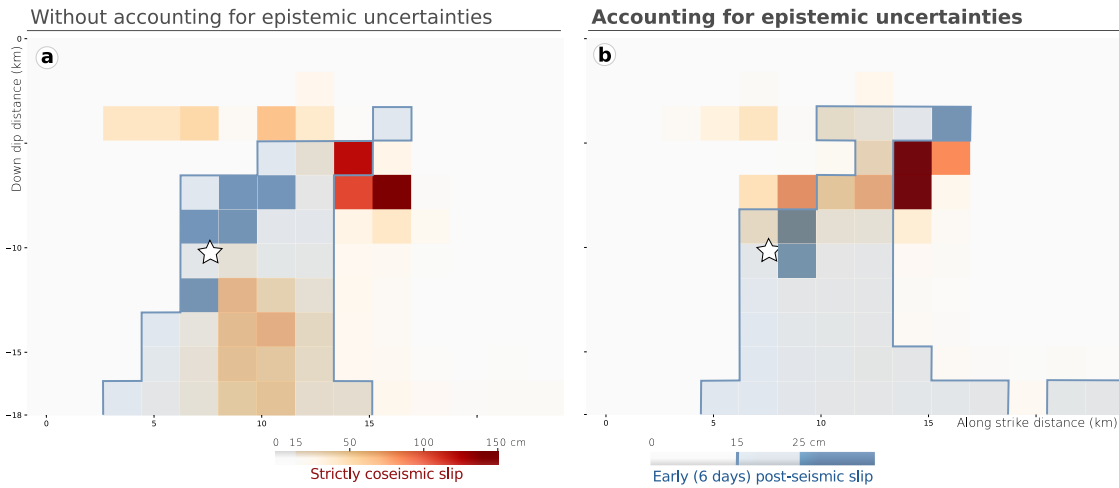 Without accounting for epistemic uncertainties
Accounting for epistemic uncertainties
a
b
Down dip distance (km)
0
−10
−15
−18
0
5
10
15
0
5
10
15
Along strike distance (km)
0 15 50 100 150 cm
Strictly coseismic slip
0 15 25 cm
Early (6 days) post-seismic slip